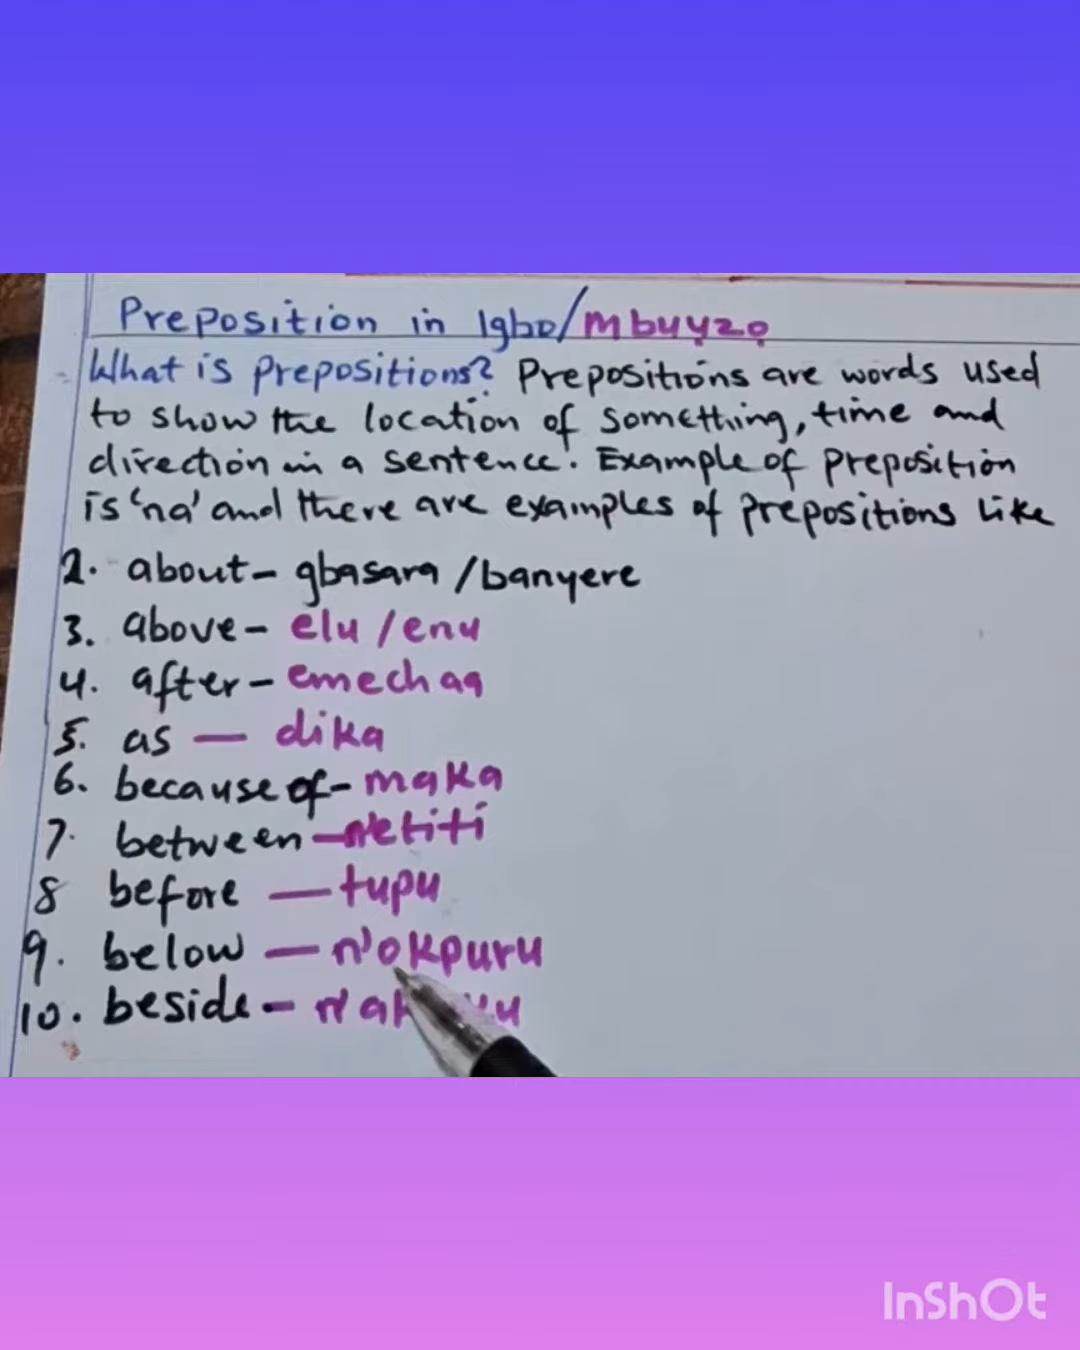 Preposition in Igbo/mbụụzọ
What is prepositions? Prepositions are words used
to show the location of something, time and
direction in a sentence. Example of preposition
is 'na' and there are examples of prepositions like
2. about - gbasara /banyere
3. above - elu /enu
4. after - emechaa
5. as — dika
6. because of - maka
7. between - n'etiti
8 before — tupu
9. below — n'okpuru
10. beside -
InShOt